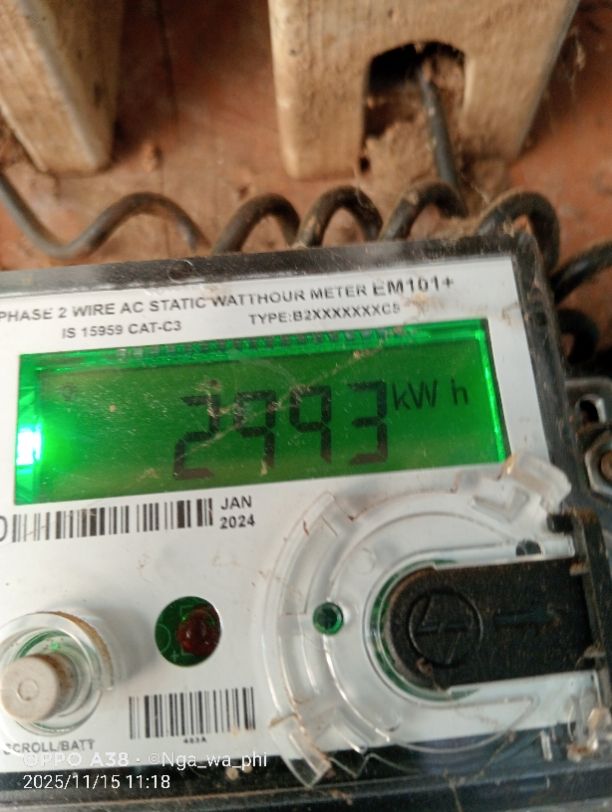 PHASE 2 WIRE AC STATIC WATTHOUR METER EM101+
IS 15959 CAT-C3 TYPE:B2XXXXXXXC5
2993 kWh
JAN
2024
SCROLL/BATT
OPPO A38 · ©Nga_wa_phi
2025/11/15 11:18